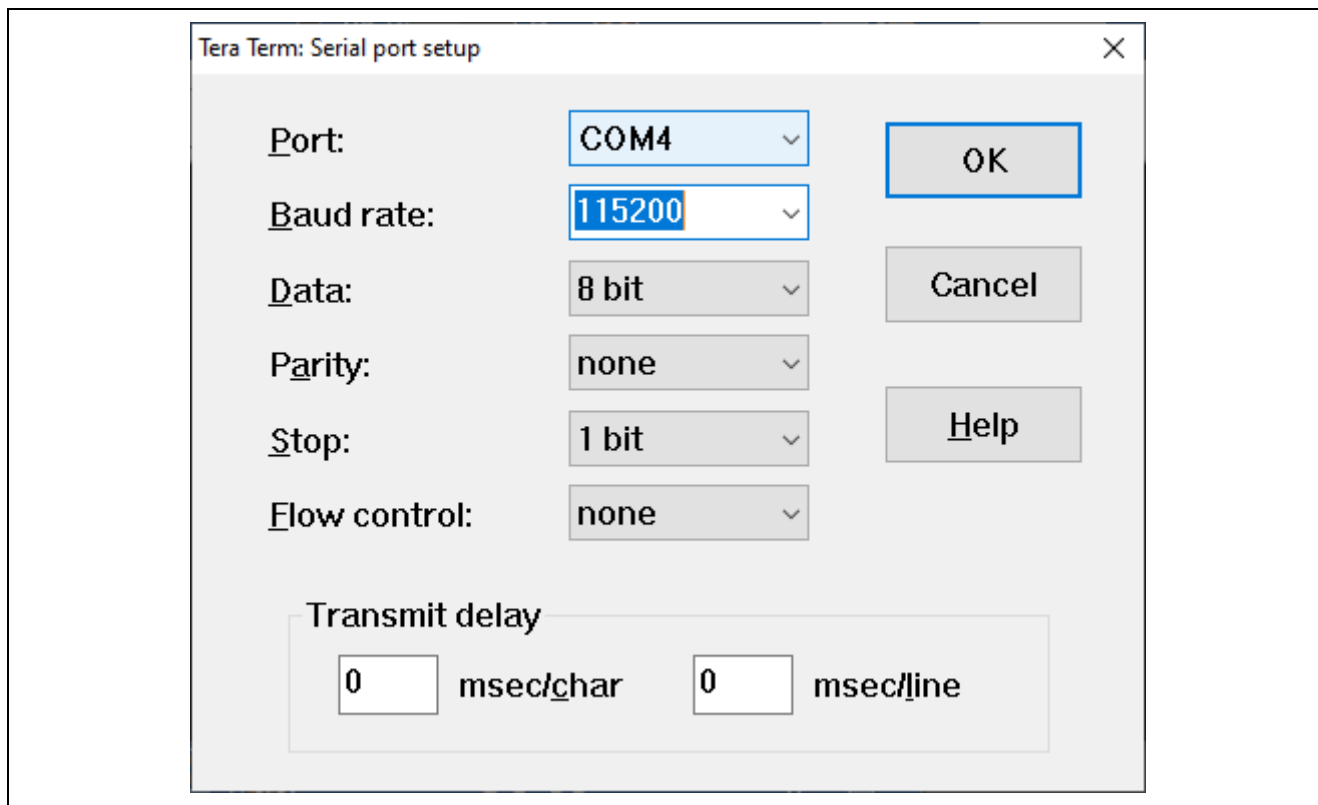 Tera Term: Serial port setup
Port: COM4
OK
Baud rate: 115200
Data: 8 bit
Cancel
Parity: none
Stop: 1 bit
Help
Flow control: none
Transmit delay
0 msec/char 0 msec/line